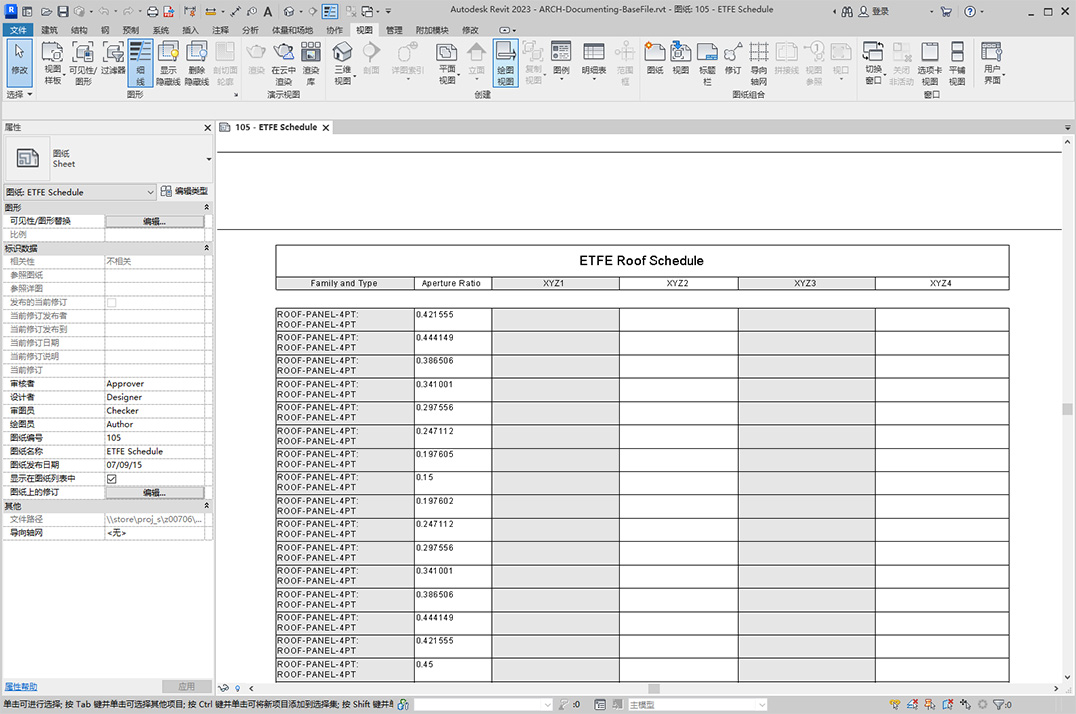 Autodesk Revit 2023 - ARCH-Documenting-BaseFile.rvt - 图纸: 105 - ETFE Schedule
登录
文件 建筑 结构 钢 预制 系统 插入 注释 分析 体量和场地 协作 视图 管理 附加模块 修改
修改 视图样板 可见性/图形 过滤器 细线 显示隐藏线 删除隐藏线 剖切面轮廓 渲染 在云中渲染 渲染库 三维视图 剖面 详图索引 平面视图 立面 绘图视图 复制视图 图例 明细表 范围框 图纸 视图 标题栏 修订 导向轴网 拼接线 视图参照 视口 切换窗口 关闭非活动 选项卡视图 平铺视图 用户界面
选择 图形 演示视图 创建 图纸组合 窗口
属性
105 - ETFE Schedule
图纸
Sheet
图纸: ETFE Schedule
编辑类型
图形
可见性/图形替换 编辑...
比例
标识数据
相关性 不相关
参照图纸
参照详图
发布的当前修订
当前修订发布者
当前修订发布到
当前修订日期
当前修订说明
当前修订
审核者 Approver
设计者 Designer
审图员 Checker
绘图员 Author
图纸编号 105
图纸名称 ETFE Schedule
图纸发布日期 07/09/15
显示在图纸列表中
图纸上的修订 编辑...
其他
文件路径 \\store\proj_s\z00706\...
导向轴网 <无>
属性帮助 应用
ETFE Roof Schedule
Family and Type Aperture Ratio XYZ1 XYZ2 XYZ3 XYZ4
ROOF-PANEL-4PT: 0.421555
ROOF-PANEL-4PT
ROOF-PANEL-4PT: 0.444149
ROOF-PANEL-4PT
ROOF-PANEL-4PT: 0.386506
ROOF-PANEL-4PT
ROOF-PANEL-4PT: 0.341001
ROOF-PANEL-4PT
ROOF-PANEL-4PT: 0.297556
ROOF-PANEL-4PT
ROOF-PANEL-4PT: 0.247112
ROOF-PANEL-4PT
ROOF-PANEL-4PT: 0.197605
ROOF-PANEL-4PT
ROOF-PANEL-4PT: 0.15
ROOF-PANEL-4PT
ROOF-PANEL-4PT: 0.197602
ROOF-PANEL-4PT
ROOF-PANEL-4PT: 0.247112
ROOF-PANEL-4PT
ROOF-PANEL-4PT: 0.297556
ROOF-PANEL-4PT
ROOF-PANEL-4PT: 0.341001
ROOF-PANEL-4PT
ROOF-PANEL-4PT: 0.386506
ROOF-PANEL-4PT
ROOF-PANEL-4PT: 0.444149
ROOF-PANEL-4PT
ROOF-PANEL-4PT: 0.421555
ROOF-PANEL-4PT
ROOF-PANEL-4PT: 0.45
ROOF-PANEL-4PT
单击可进行选择; 按 Tab 键并单击可选择其他项目; 按 Ctrl 键并单击可将新项目添加到选择集; 按 Shift 键并单 :0 主模型 :0